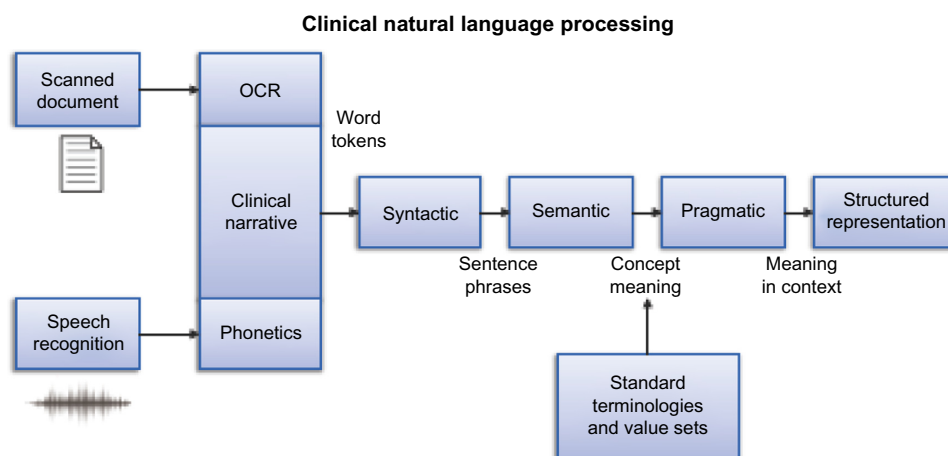 Clinical natural language processing
Scanned
document
OCR
Word
tokens
Clinical
narrative
Syntactic
Semantic
Pragmatic
Structured
representation
Sentence
phrases
Concept
meaning
Meaning
in context
Speech
recognition
Phonetics
Standard
terminologies
and value sets